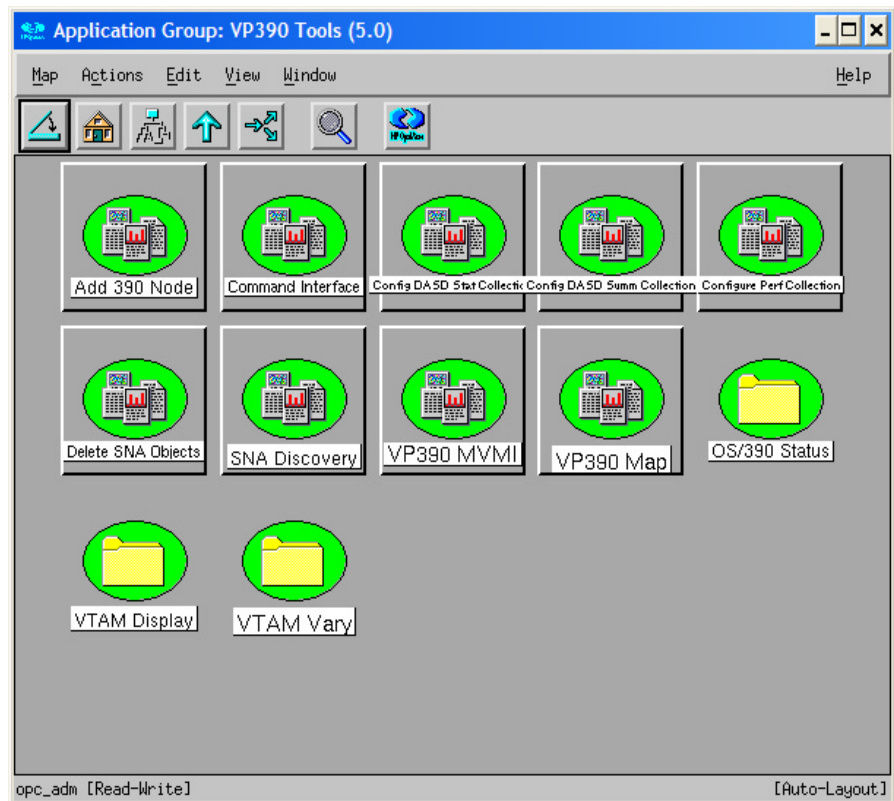 Application Group: VP390 Tools (5.0)
Map Actions Edit View Window Help
HP OpenView
Add 390 Node
Command Interface
Config DASD Stat Collectic
Config DASD Summ Collection
Configure Perf Collection
Delete SNA Objects
SNA Discovery
VP390 MVMI
VP390 Map
OS/390 Status
VTAM Display
VTAM Vary
opc_adm [Read-Write] [Auto-Layout]